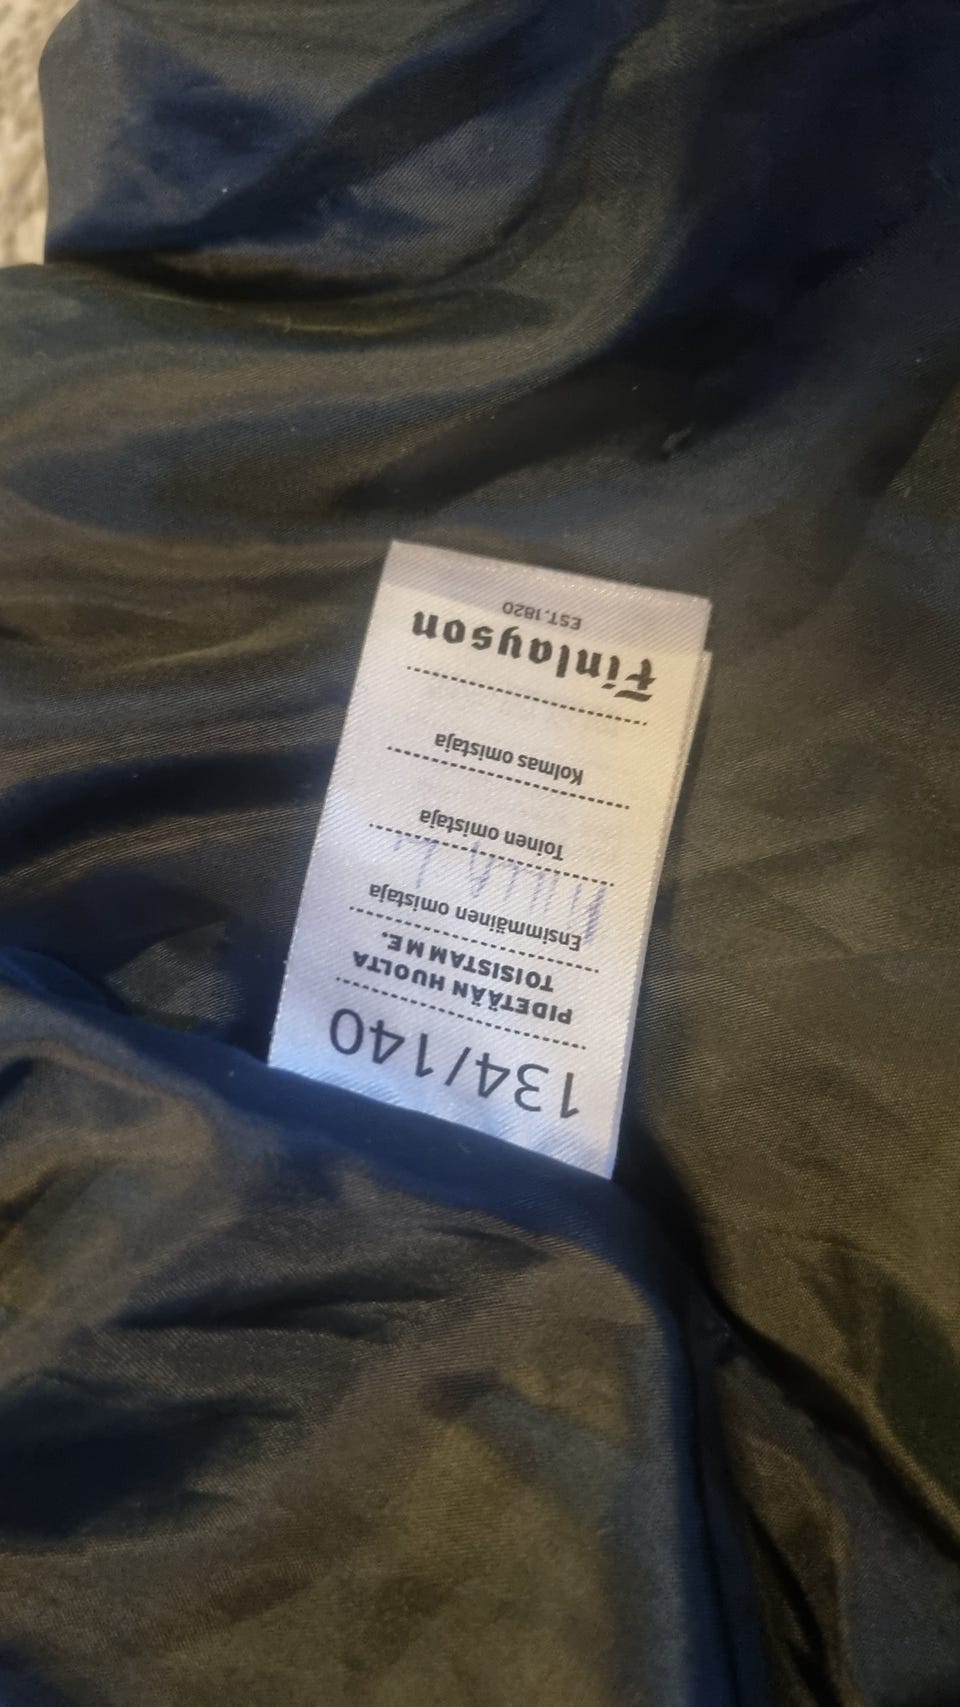 134/140
PIDETÄÄN HUOLTA
TOISISTAMME.
Ensimmäinen omistaja
Toinen omistaja
Kolmas omistaja
Finlayson
EST.1820